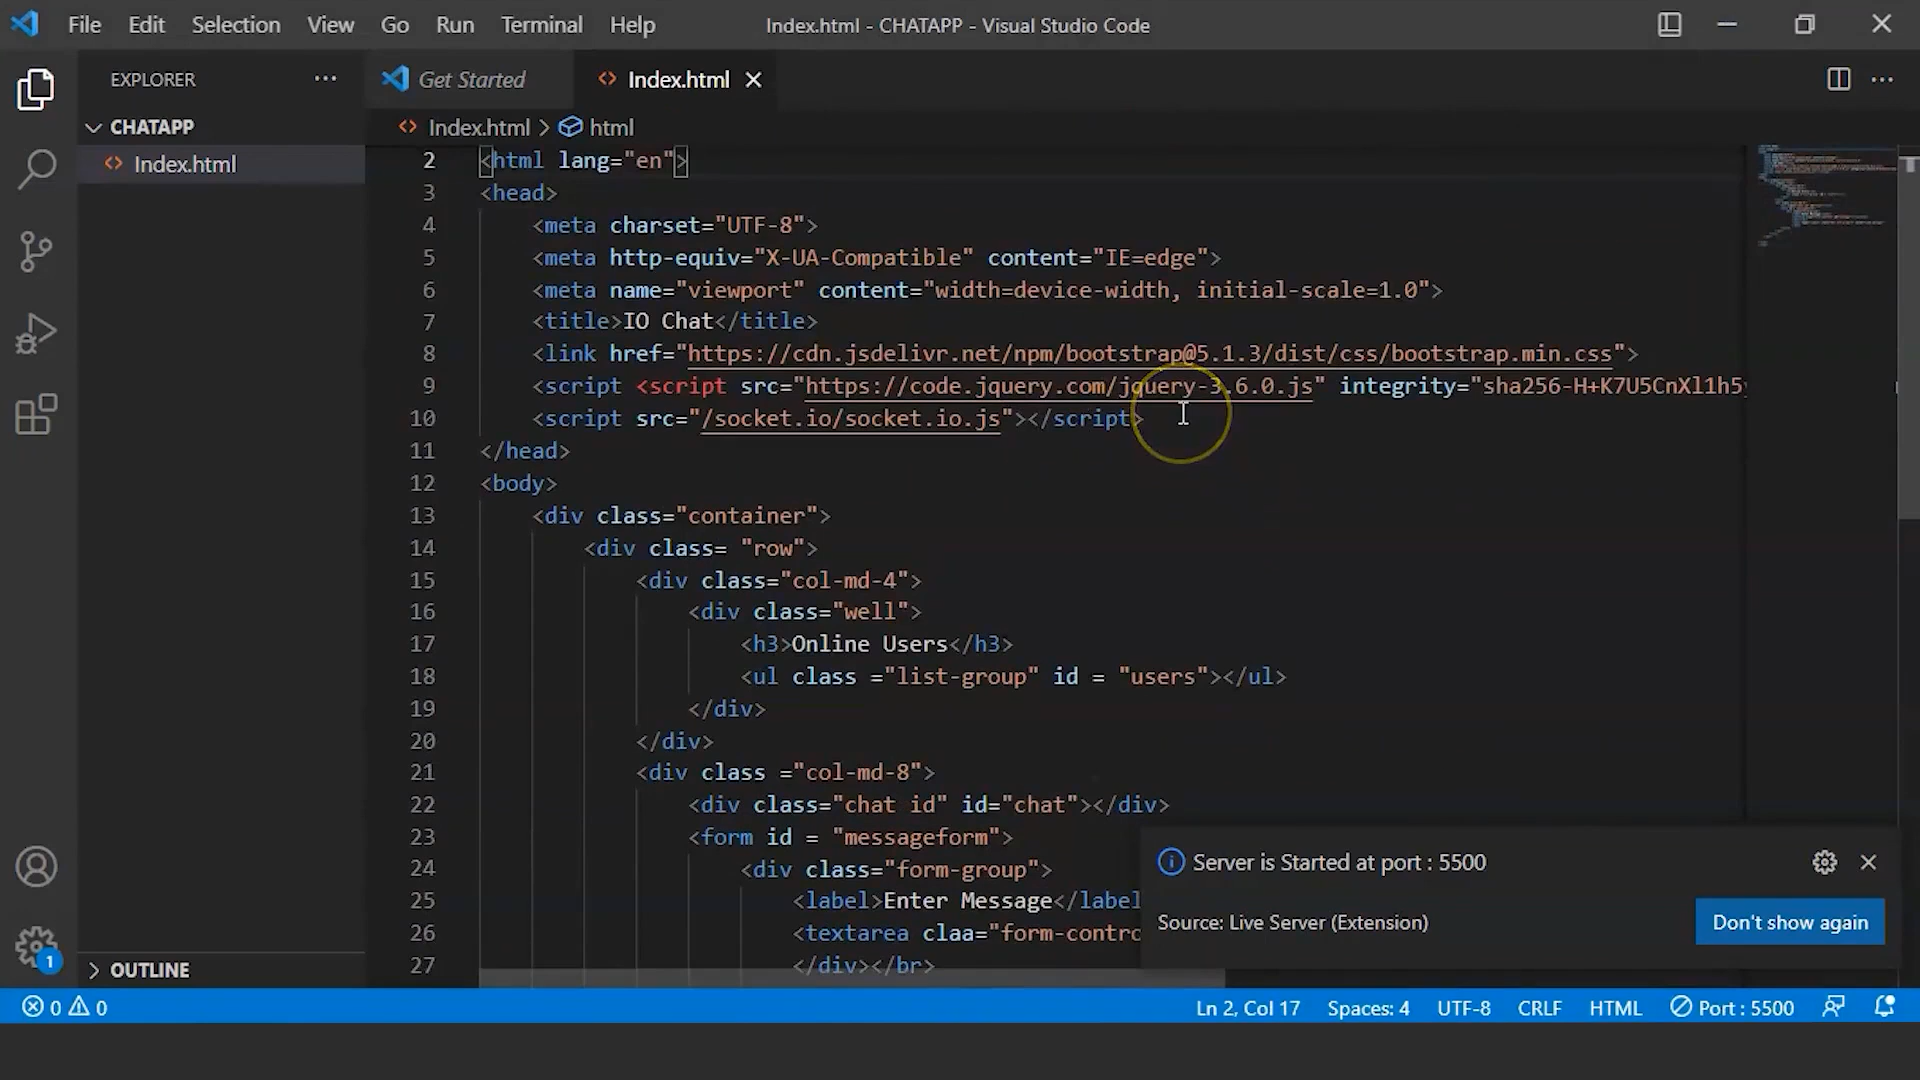 File Edit Selection View Go Run Terminal Help Index.html - CHATAPP - Visual Studio Code
EXPLORER ··· Get Started <> Index.html
CHATAPP
<> Index.html
<> Index.html > html
2 <html lang="en">
3 <head>
4 <meta charset="UTF-8">
5 <meta http-equiv="X-UA-Compatible" content="IE=edge">
6 <meta name="viewport" content="width=device-width, initial-scale=1.0">
7 <title>IO Chat</title>
8 <link href="https://cdn.jsdelivr.net/npm/bootstrap@5.1.3/dist/css/bootstrap.min.css">
9 <script <script src="https://code.jquery.com/jquery-3.6.0.js" integrity="sha256-H+K7U5CnXl1h5
10 <script src="/socket.io/socket.io.js"></script>
11 </head>
12 <body>
13 <div class="container">
14 <div class= "row">
15 <div class="col-md-4">
16 <div class="well">
17 <h3>Online Users</h3>
18 <ul class ="list-group" id = "users"></ul>
19 </div>
20 </div>
21 <div class ="col-md-8">
22 <div class="chat id" id="chat"></div>
23 <form id = "messageform">
24 <div class="form-group">
25 <label>Enter Message</label
26 <textarea claa="form-contro
27 </div></br>
Server is Started at port : 5500
Source: Live Server (Extension)
Don't show again
1
OUTLINE
0 0 Ln 2, Col 17 Spaces: 4 UTF-8 CRLF HTML Port : 5500